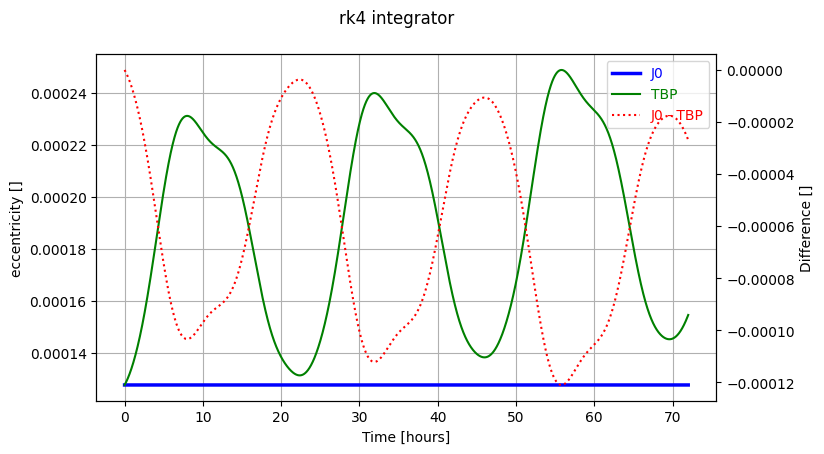 rk4 integrator
J0
TBP
J0 - TBP
eccentricity []
0.00024
0.00022
0.00020
0.00018
0.00016
0.00014
0.00000
−0.00002
−0.00004
−0.00006
−0.00008
−0.00010
−0.00012
Difference []
0 10 20 30 40 50 60 70
Time [hours]